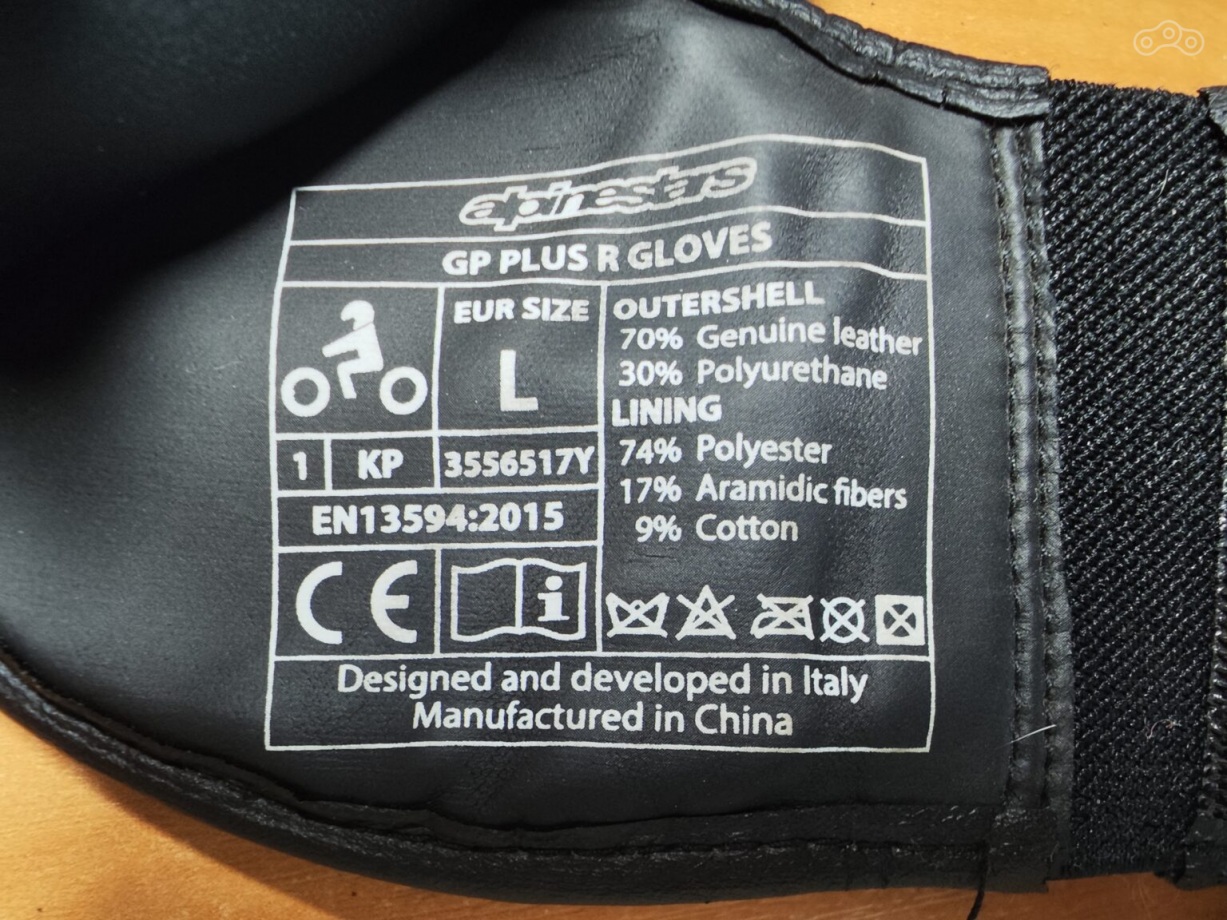 alpinestars
GP PLUS R GLOVES
EUR SIZE
L
1 KP 3556517Y
EN13594:2015
CE i
OUTERSHELL
70% Genuine leather
30% Polyurethane
LINING
74% Polyester
17% Aramidic fibers
9% Cotton
Designed and developed in Italy
Manufactured in China